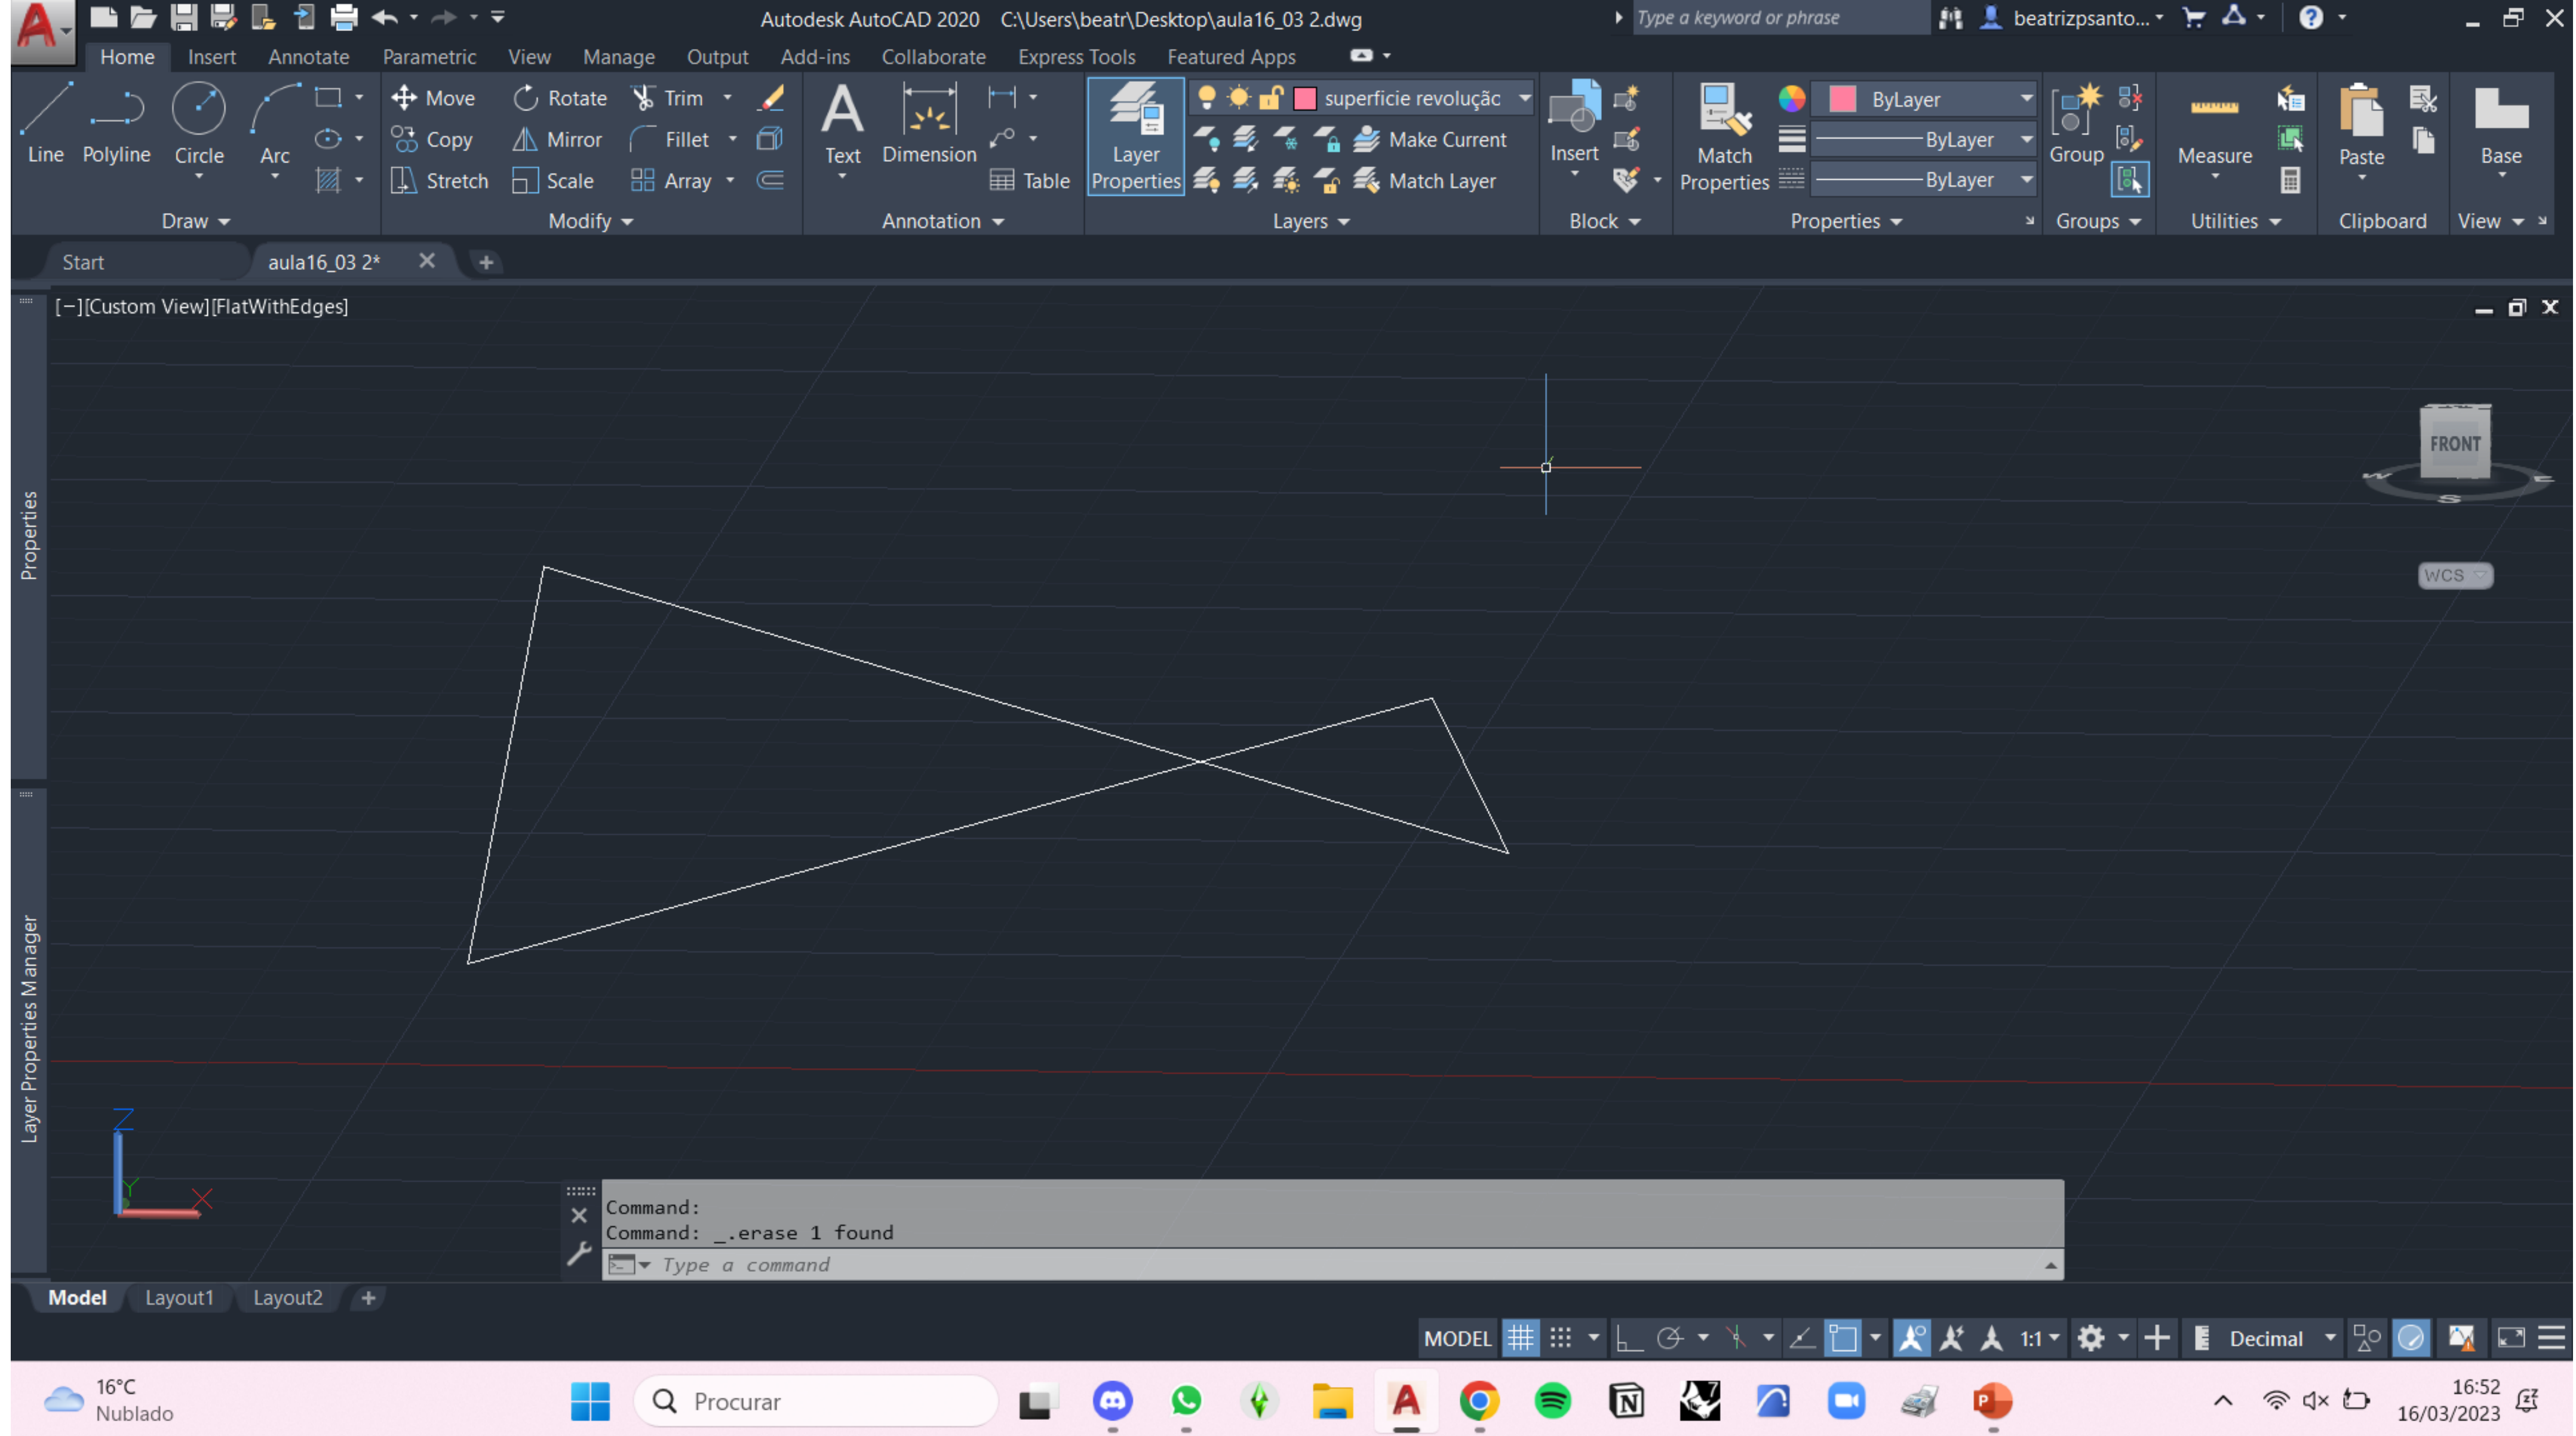 Autodesk AutoCAD 2020 C:\Users\beatr\Desktop\aula16_03 2.dwg
Type a keyword or phrase
beatrizpsanto...
Home Insert Annotate Parametric View Manage Output Add-ins Collaborate Express Tools Featured Apps
Line Polyline Circle Arc
Move Rotate Trim
Copy Mirror Fillet
Stretch Scale Array
Text Dimension
Table
Layer
Properties
superficie revolução
Make Current
Match Layer
Insert
Match
Properties
ByLayer
ByLayer
ByLayer
Group
Measure
Paste
Base
Draw Modify Annotation Layers Block Properties Groups Utilities Clipboard View
Start aula16_03 2*
[−][Custom View][FlatWithEdges]
FRONT
W S E
WCS
Properties
Layer Properties Manager
Z
Y
X
Command:
Command: _.erase 1 found
Type a command
Model Layout1 Layout2
MODEL 1:1 Decimal
16°C
Nublado
Procurar
16:52
16/03/2023